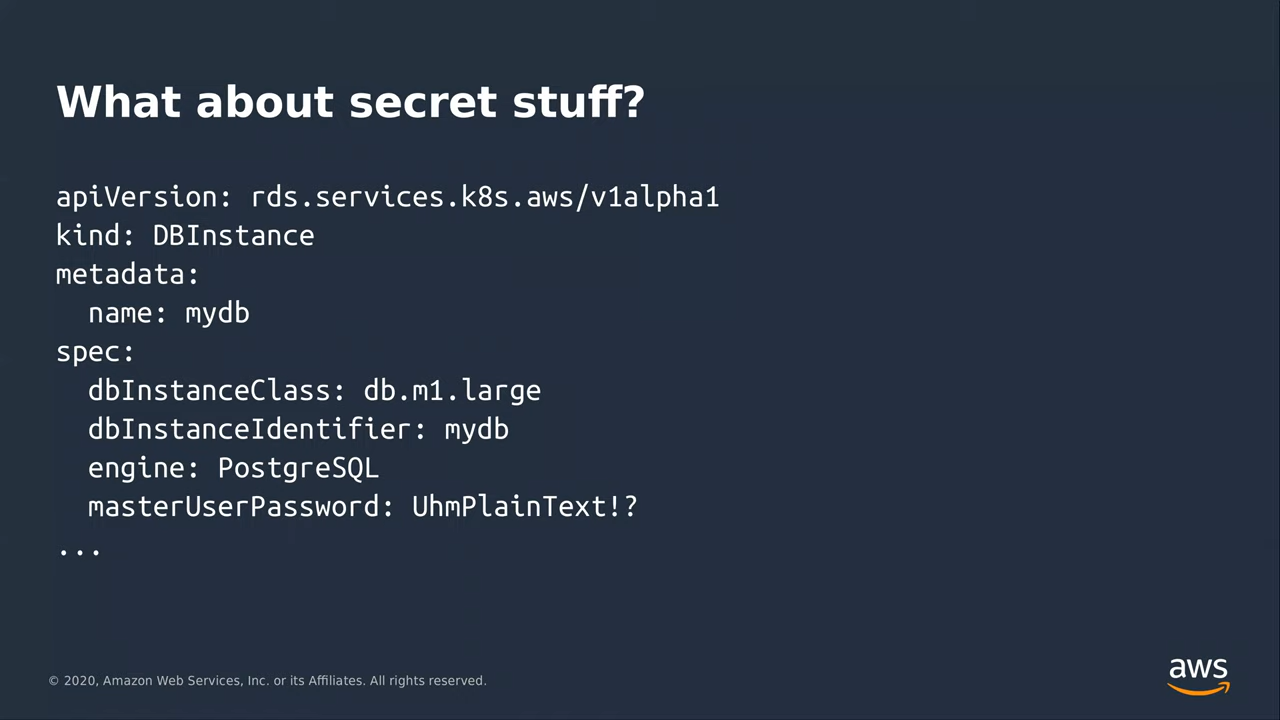 What about secret stuff?
apiVersion: rds.services.k8s.aws/v1alpha1
kind: DBInstance
metadata:
  name: mydb
spec:
  dbInstanceClass: db.m1.large
  dbInstanceIdentifier: mydb
  engine: PostgreSQL
  masterUserPassword: UhmPlainText!?
...
© 2020, Amazon Web Services, Inc. or its Affiliates. All rights reserved.
aws